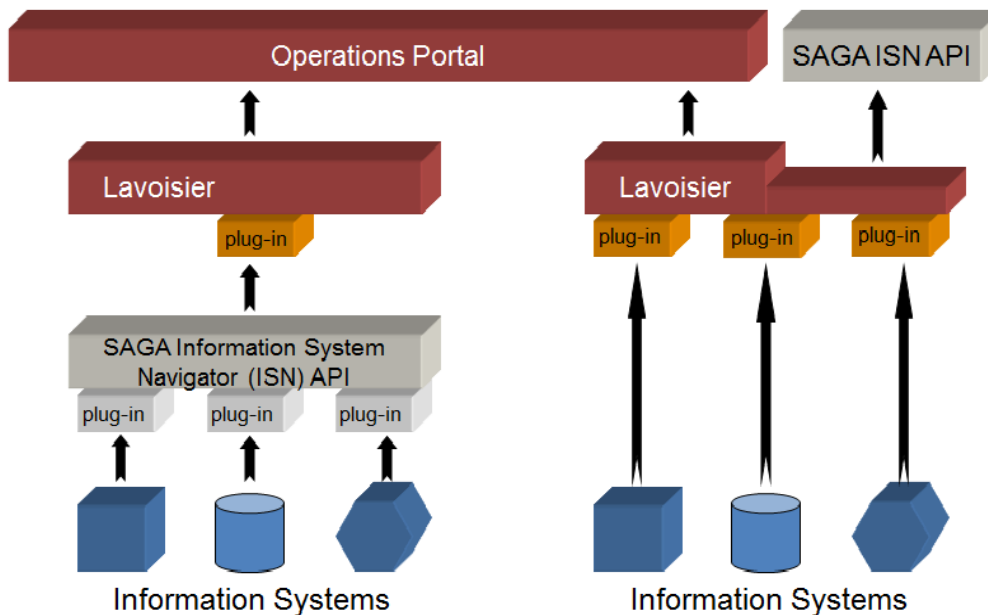 Operations Portal
SAGA ISN API
Lavoisier
Lavoisier
plug-in
plug-in
plug-in
plug-in
SAGA Information System
Navigator (ISN) API
plug-in
plug-in
plug-in
Information Systems
Information Systems